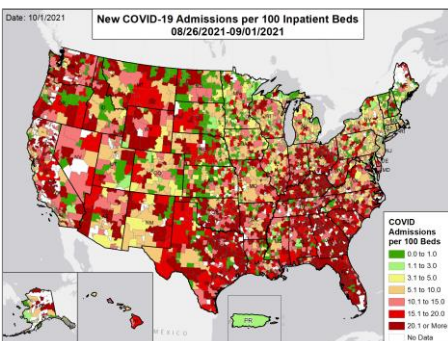 Date: 10/1/2021
New COVID-19 Admissions per 100 Inpatient Beds
08/26/2021-09/01/2021
MEXICO
PR
COVID
Admissions
per 100 Beds
0.0 to 1.0
1.1 to 3.0
3.1 to 5.0
5.1 to 10.0
10.1 to 15.0
15.1 to 20.0
20.1 or More
No Data